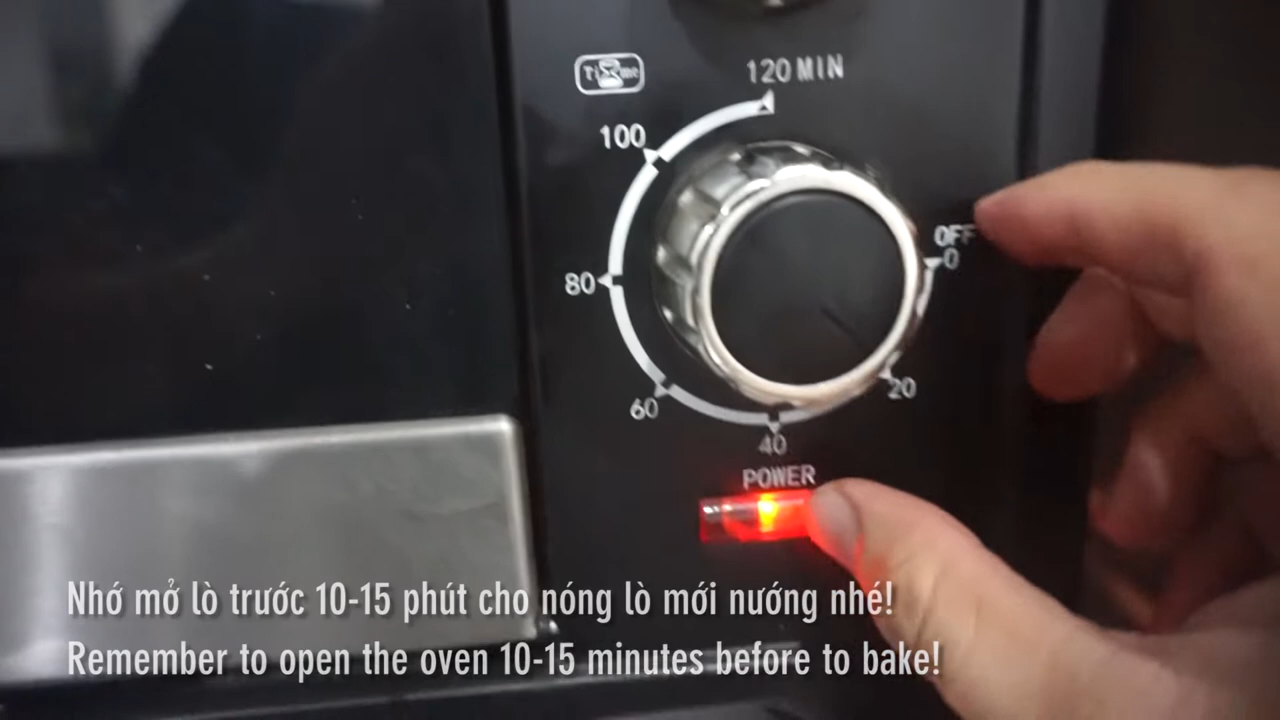 Time
120 MIN
100
OFF
0
80
20
60
40
POWER
Nhớ mở lò trước 10-15 phút cho nóng lò mới nướng nhé!
Remember to open the oven 10-15 minutes before to bake!